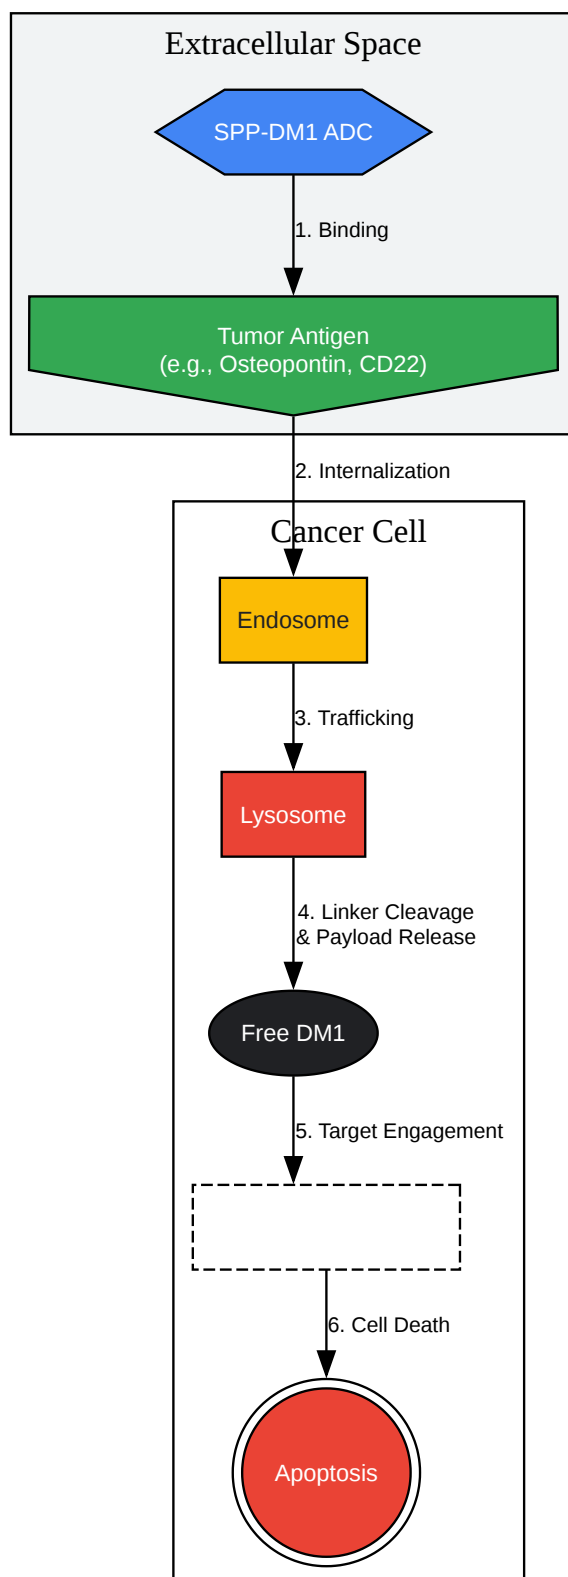 Extracellular Space
SPP-DM1 ADC
1. Binding
Tumor Antigen
(e.g., Osteopontin, CD22)
2. Internalization
Cancer Cell
Endosome
3. Trafficking
Lysosome
4. Linker Cleavage
& Payload Release
Free DM1
5. Target Engagement
6. Cell Death
Apoptosis